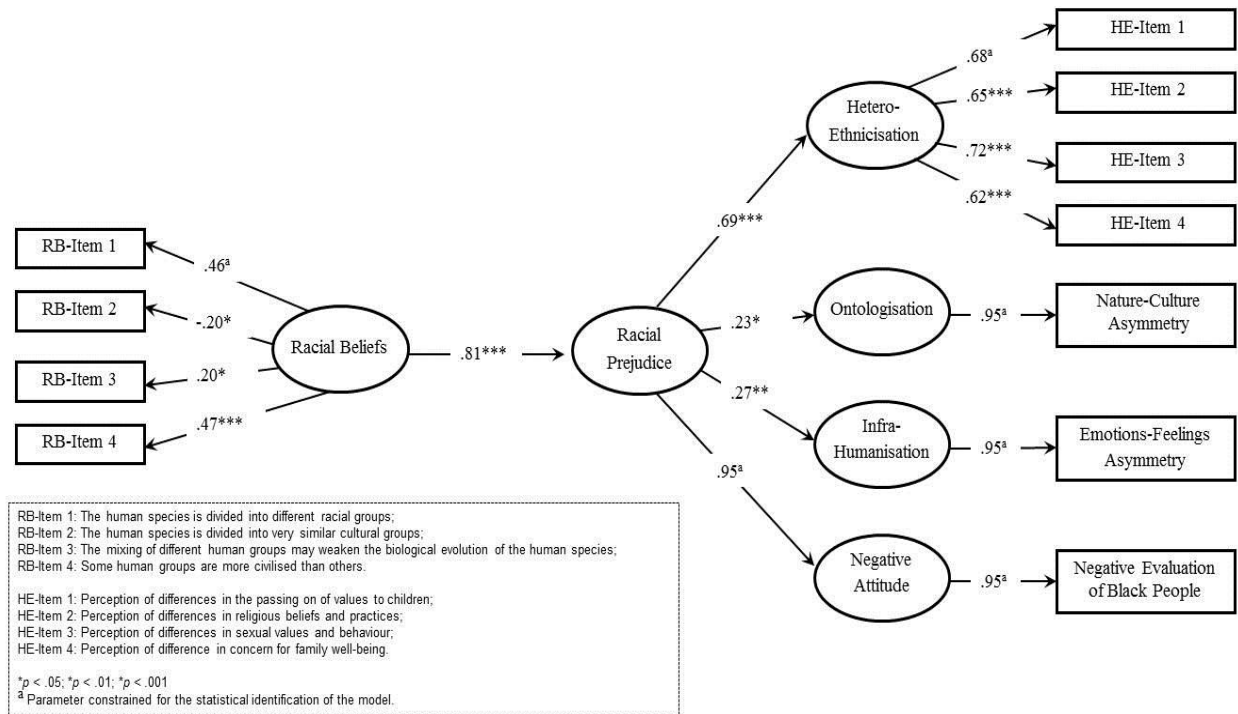 HE-Item 1
.68ᵃ
Hetero-
Ethnicisation
.65***
HE-Item 2
.72***
HE-Item 3
.62***
HE-Item 4
.69***
RB-Item 1
.46ᵃ
RB-Item 2
-.20*
RB-Item 3
.20*
RB-Item 4
.47***
Racial Beliefs
.81***
Racial
Prejudice
.23*
Ontologisation
.95ᵃ
Nature-Culture
Asymmetry
.27**
Infra-
Humanisation
.95ᵃ
Emotions-Feelings
Asymmetry
.95ᵃ
Negative
Attitude
.95ᵃ
Negative Evaluation
of Black People
RB-Item 1: The human species is divided into different racial groups;
RB-Item 2: The human species is divided into very similar cultural groups;
RB-Item 3: The mixing of different human groups may weaken the biological evolution of the human species;
RB-Item 4: Some human groups are more civilised than others.
HE-Item 1: Perception of differences in the passing on of values to children;
HE-Item 2: Perception of differences in religious beliefs and practices;
HE-Item 3: Perception of differences in sexual values and behaviour;
HE-Item 4: Perception of difference in concern for family well-being.
*p < .05; *p < .01; *p < .001
ᵃ Parameter constrained for the statistical identification of the model.